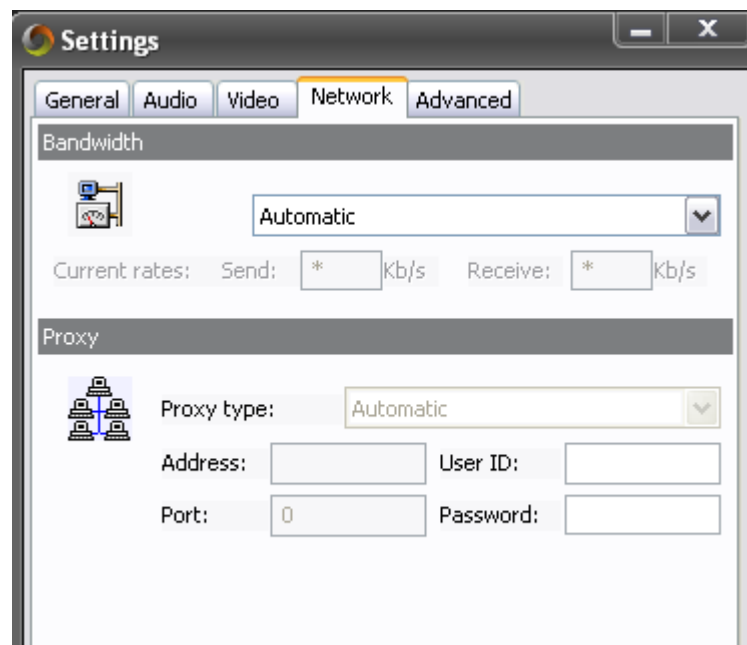 Settings
General Audio Video Network Advanced
Bandwidth
Automatic
Current rates: Send: * Kb/s Receive: * Kb/s
Proxy
Proxy type: Automatic
Address: User ID:
Port: 0 Password: